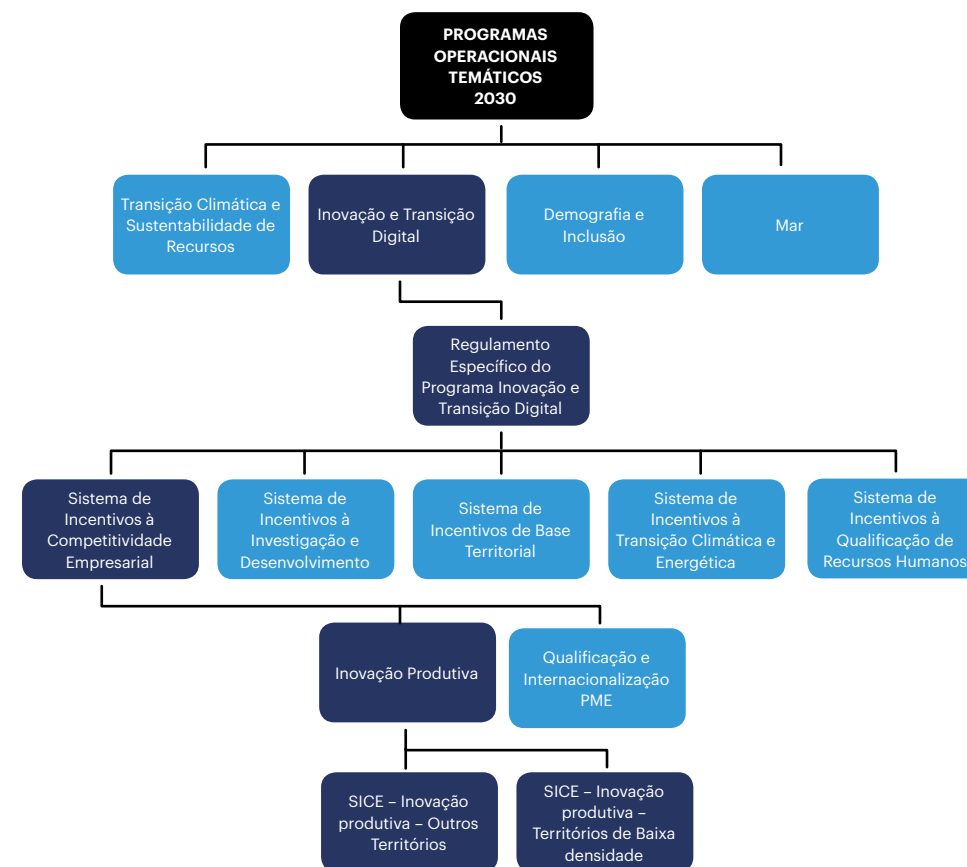 PROGRAMAS
OPERACIONAIS
TEMÁTICOS
2030
Transição Climática e
Sustentabilidade de
Recursos
Inovação e Transição
Digital
Demografia e
Inclusão
Mar
Regulamento
Específico do
Programa Inovação e
Transição Digital
Sistema de
Incentivos à
Competitividade
Empresarial
Sistema de
Incentivos à
Investigação e
Desenvolvimento
Sistema de
Incentivos de Base
Territorial
Sistema de
Incentivos à
Transição Climática e
Energética
Sistema de
Incentivos à
Qualificação de
Recursos Humanos
Inovação Produtiva
Qualificação e
Internacionalização
PME
SICE – Inovação
produtiva – Outros
Territórios
SICE – Inovação
produtiva –
Territórios de Baixa
densidade